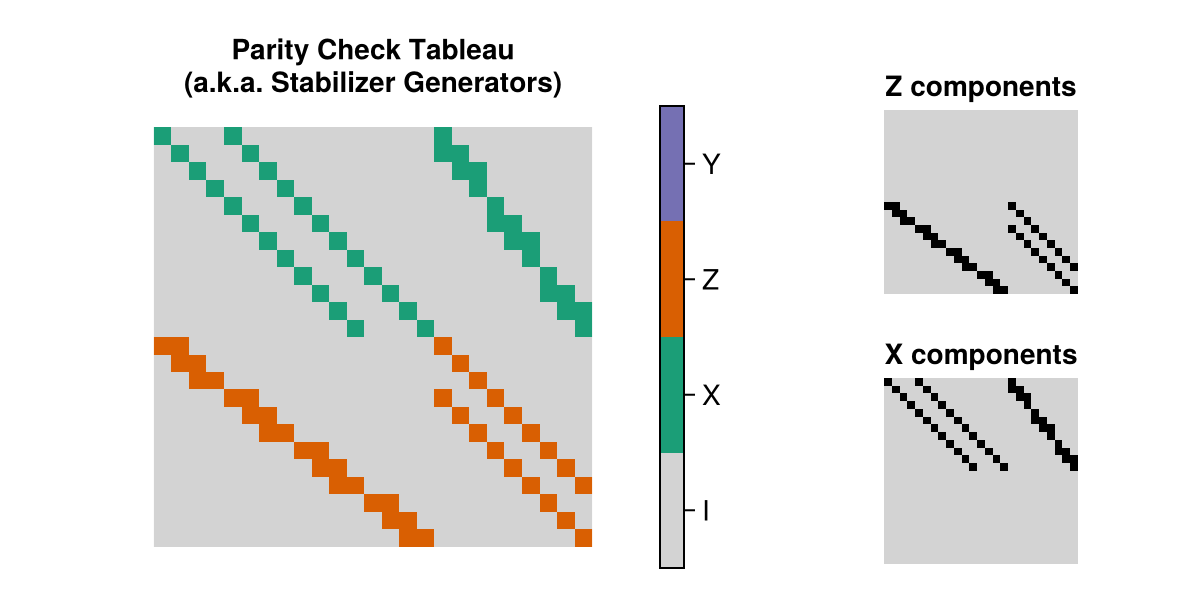 Parity Check Tableau
(a.k.a. Stabilizer Generators)
Y
Z
X
I
Z components
X components